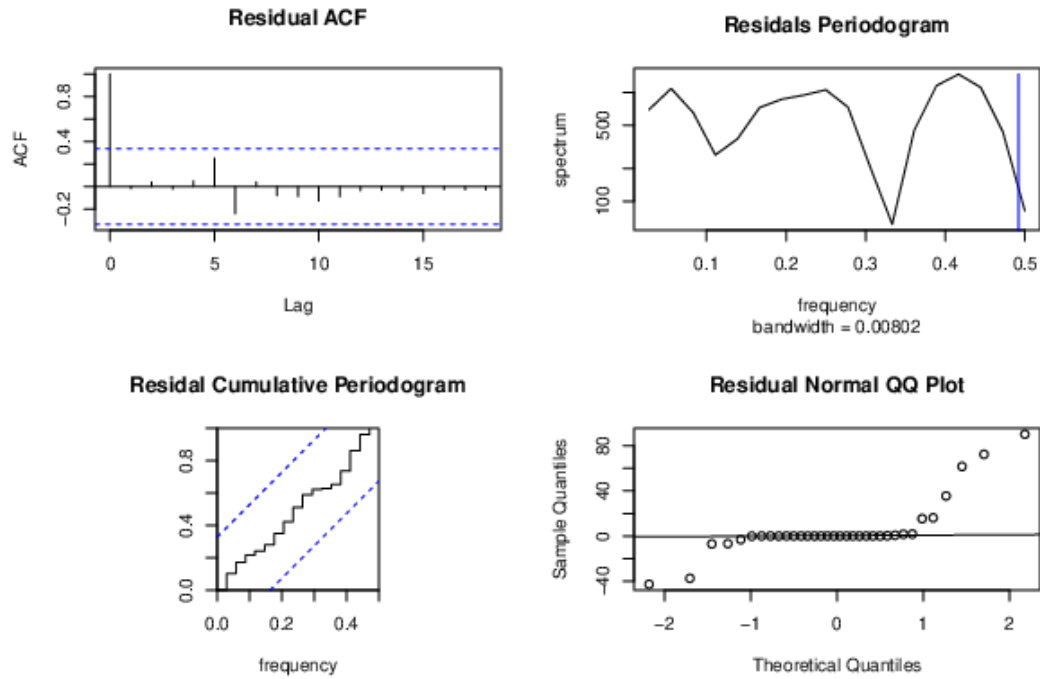 Residual ACF
ACF
-0.2 0.4 0.8
0 5 10 15
Lag
Residals Periodogram
spectrum
100 500
0.1 0.2 0.3 0.4 0.5
frequency
bandwidth = 0.00802
Residal Cumulative Periodogram
0.0 0.4 0.8
0.0 0.2 0.4
frequency
Residual Normal QQ Plot
Sample Quantiles
-40 0 40 80
-2 -1 0 1 2
Theoretical Quantiles